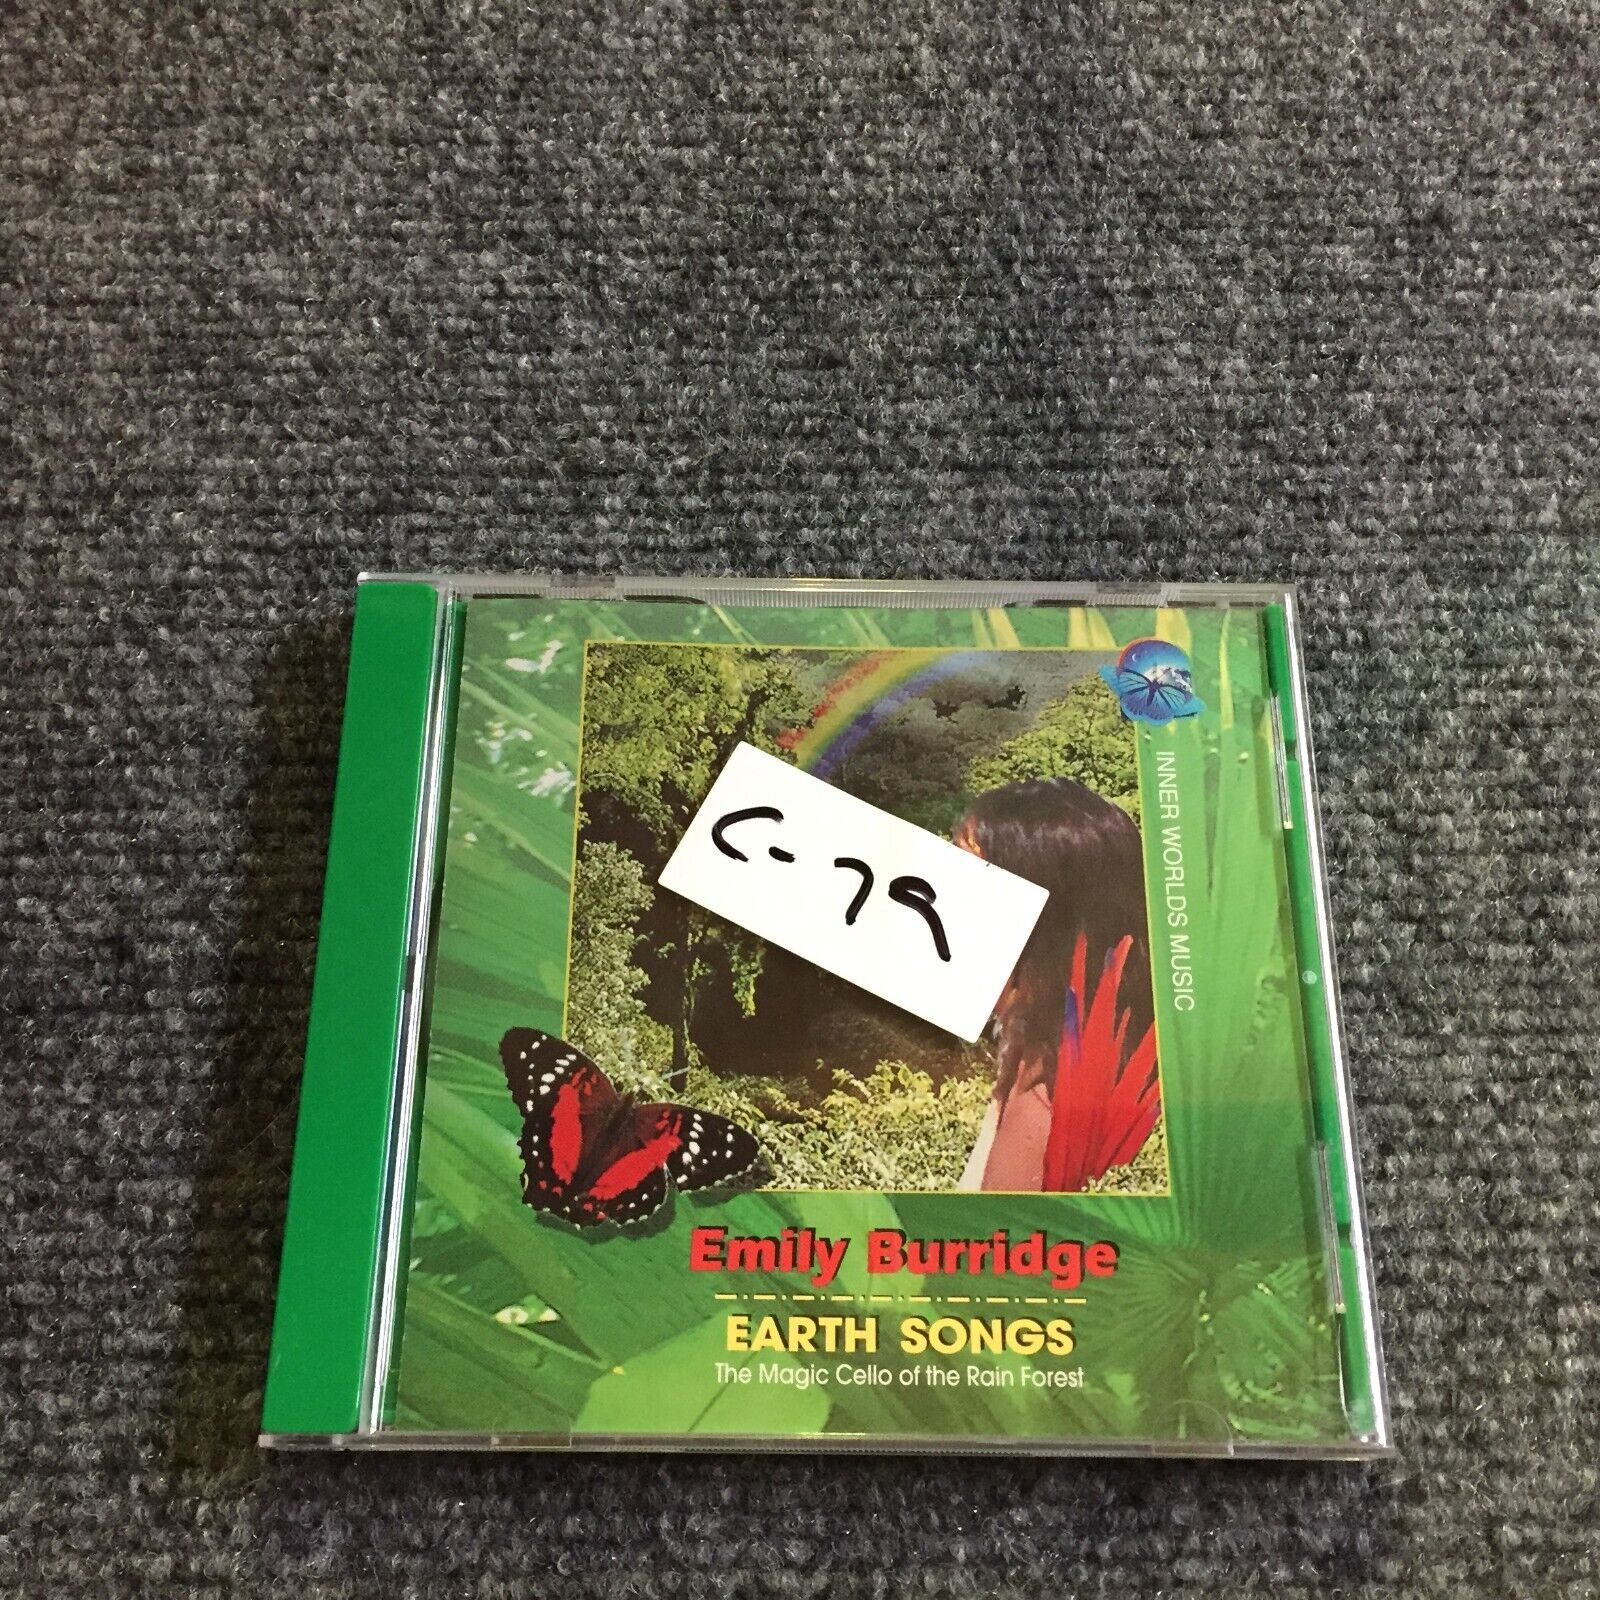 INNER WORLDS MUSIC
C-79
Emily Burridge
EARTH SONGS
The Magic Cello of the Rain Forest